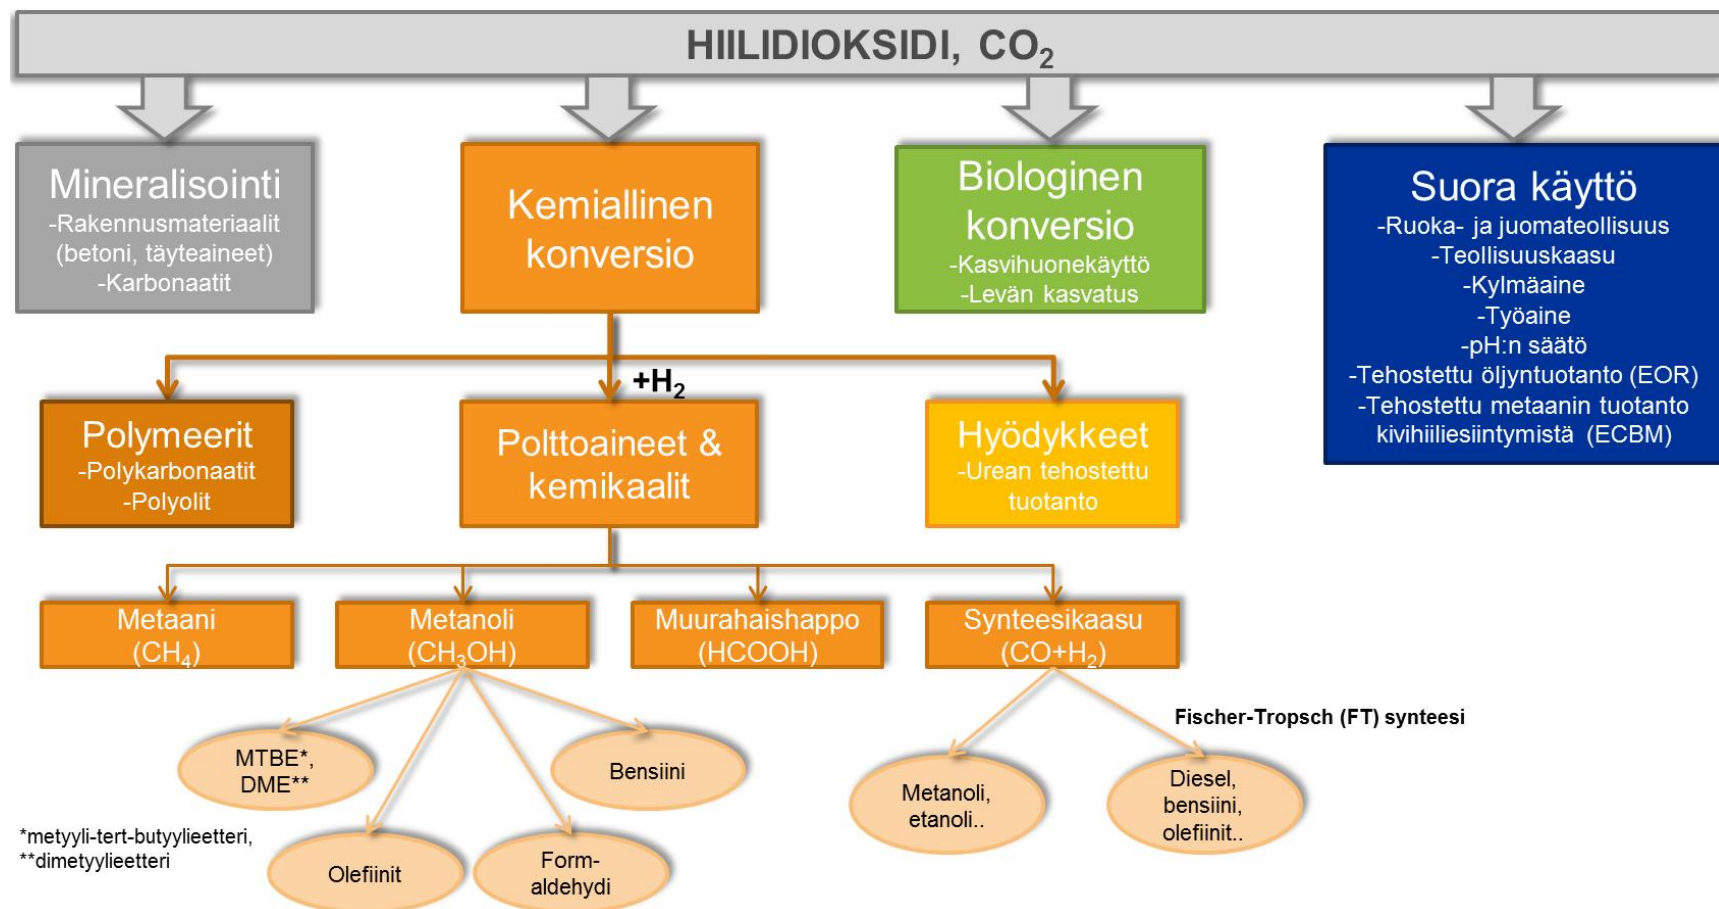 HIILIDIOKSIDI, CO₂
Mineralisointi
-Rakennusmateriaalit
(betoni, täyteaineet)
-Karbonaatit
Kemiallinen
konversio
Biologinen
konversio
-Kasvihuonekäyttö
-Levän kasvatus
Suora käyttö
-Ruoka- ja juomateollisuus
-Teollisuuskaasu
-Kylmäaine
-Työaine
-pH:n säätö
-Tehostettu öljyntuotanto (EOR)
-Tehostettu metaanin tuotanto
kivihiiliesiintymistä (ECBM)
+H₂
Polymeerit
-Polykarbonaatit
-Polyolit
Polttoaineet &
kemikaalit
Hyödykkeet
-Urean tehostettu
tuotanto
Metaani
(CH₄)
Metanoli
(CH₃OH)
Muurahaishappo
(HCOOH)
Synteesikaasu
(CO+H₂)
Fischer-Tropsch (FT) synteesi
MTBE*,
DME**
Bensiini
Metanoli,
etanoli..
Diesel,
bensiini,
olefiinit..
*metyyli-tert-butyylieetteri,
**dimetyylieetteri
Olefiinit
Form-
aldehydi